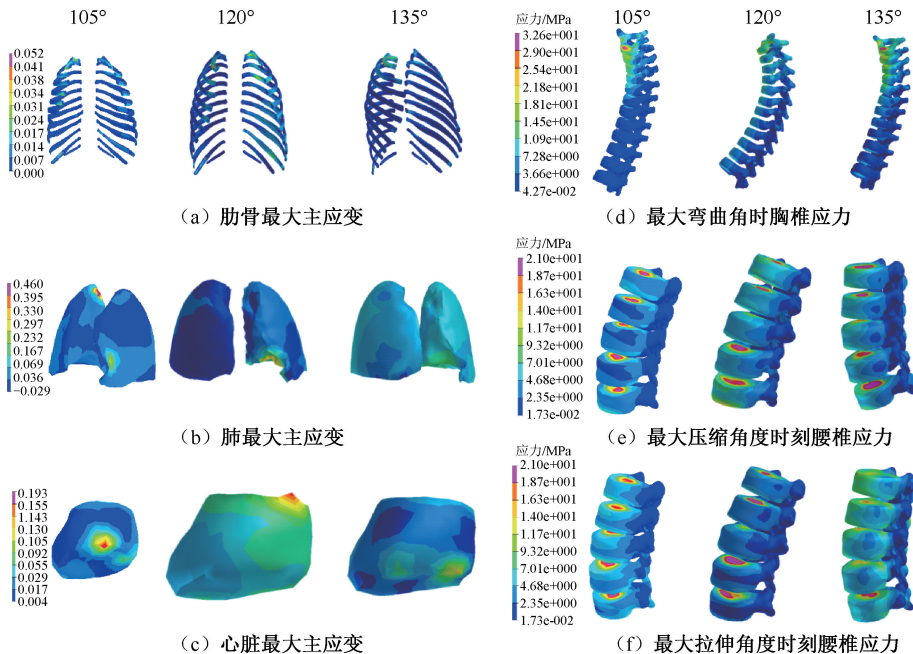 105°
120°
135°
0.052
0.041
0.038
0.034
0.031
0.024
0.017
0.014
0.007
0.000
（a）肋骨最大主应变
应力/MPa
105°
120°
135°
3.26e+001
2.90e+001
2.54e+001
2.18e+001
1.81e+001
1.45e+001
1.09e+001
7.28e+000
3.66e+000
4.27e-002
（d）最大弯曲角时胸椎应力
0.460
0.395
0.330
0.297
0.232
0.167
0.069
0.036
−0.029
（b）肺最大主应变
应力/MPa
2.10e+001
1.87e+001
1.63e+001
1.40e+001
1.17e+001
9.32e+000
7.01e+000
4.68e+000
2.35e+000
1.73e-002
（e）最大压缩角度时刻腰椎应力
0.193
0.155
1.143
0.130
0.105
0.092
0.055
0.029
0.017
0.004
（c）心脏最大主应变
应力/MPa
2.10e+001
1.87e+001
1.63e+001
1.40e+001
1.17e+001
9.32e+000
7.01e+000
4.68e+000
2.35e+000
1.73e-002
（f）最大拉伸角度时刻腰椎应力